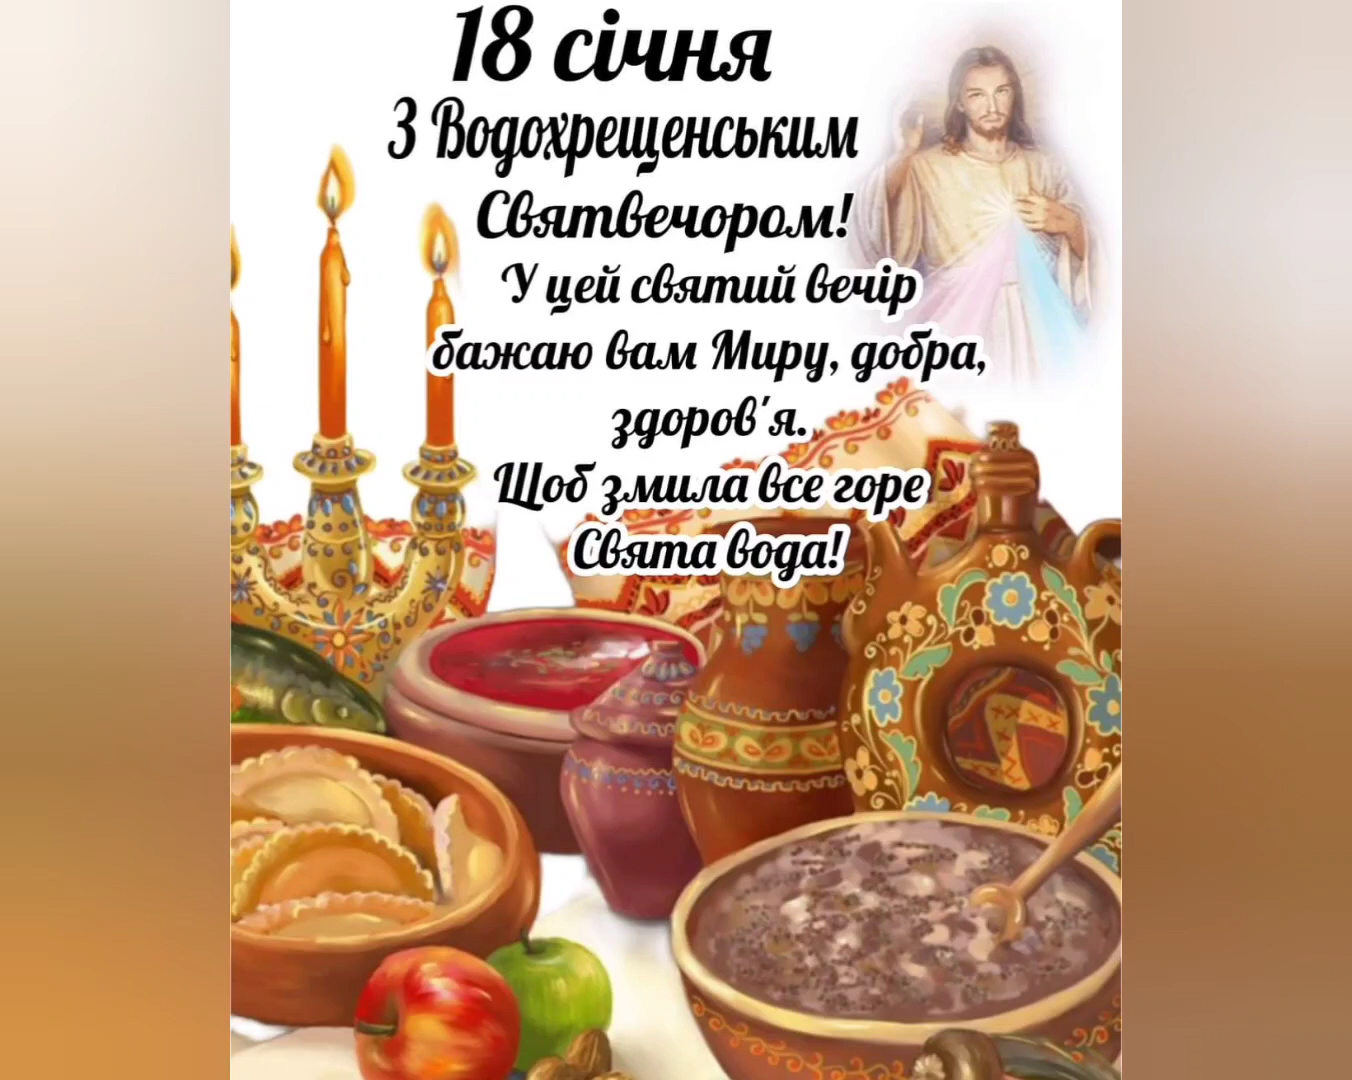 18 січня
З Водохрещенським
Святвечором!
У цей святий вечір
бажаю вам Миру, добра,
здоров'я.
Щоб змила все горе
Свята вода!